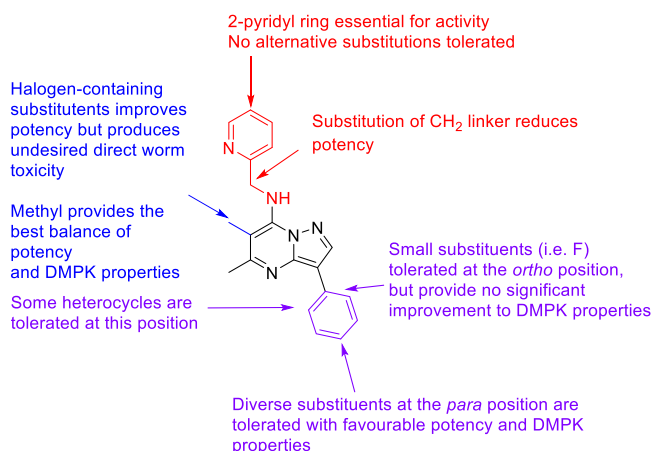 2-pyridyl ring essential for activity
No alternative substitutions tolerated
Halogen-containing
substitutents improves
potency but produces
undesired direct worm
toxicity
Substitution of CH2 linker reduces
potency
Methyl provides the
best balance of
potency
and DMPK properties
N
NH
N
N
N
Small substituents (i.e. F)
tolerated at the ortho position,
but provide no significant
improvement to DMPK properties
Some heterocycles are
tolerated at this position
Diverse substituents at the para position are
tolerated with favourable potency and DMPK
properties